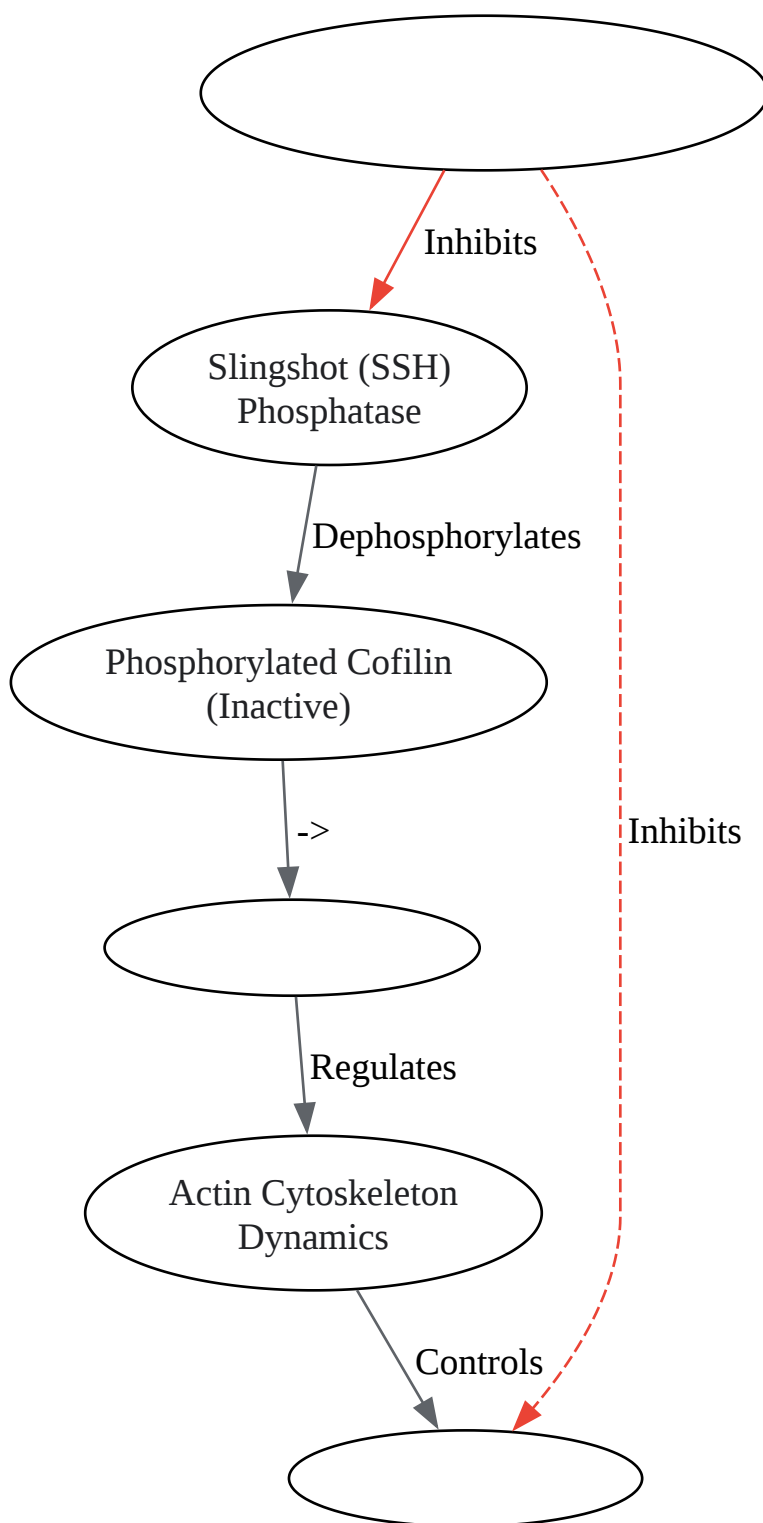 Inhibits
Slingshot (SSH)
Phosphatase
Dephosphorylates
Phosphorylated Cofilin
(Inactive)
->
Inhibits
Regulates
Actin Cytoskeleton
Dynamics
Controls